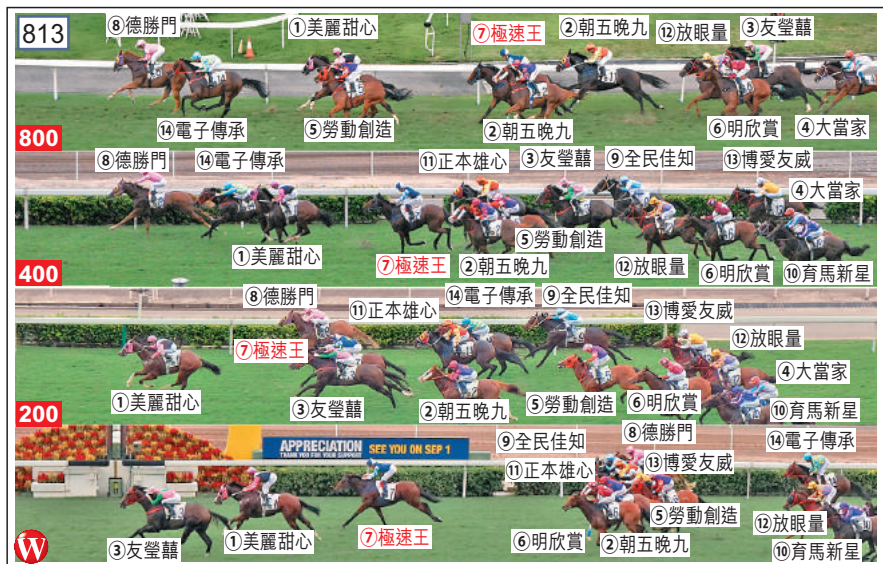 813
⑧德勝門
①美麗甜心
⑦極速王
②朝五晚九
⑫放眼量
③友瑩囍
⑭電子傳承
⑤勞動創造
②朝五晚九
⑥明欣賞
④大當家
800
⑧德勝門
⑭電子傳承
⑪正本雄心
③友瑩囍
⑨全民佳知
⑬博愛友威
④大當家
①美麗甜心
⑦極速王
②朝五晚九
⑤勞動創造
⑫放眼量
⑥明欣賞
⑩育馬新星
400
⑧德勝門
⑪正本雄心
⑭電子傳承
⑨全民佳知
⑬博愛友威
⑫放眼量
⑦極速王
④大當家
①美麗甜心
③友瑩囍
②朝五晚九
⑤勞動創造
⑥明欣賞
⑩育馬新星
200
APPRECIATION
THANK YOU FOR YOUR SUPPORT
SEE YOU ON SEP 1
⑨全民佳知
⑧德勝門
⑭電子傳承
⑪正本雄心
⑬博愛友威
⑤勞動創造
⑫放眼量
③友瑩囍
①美麗甜心
⑦極速王
⑥明欣賞
②朝五晚九
⑩育馬新星
W